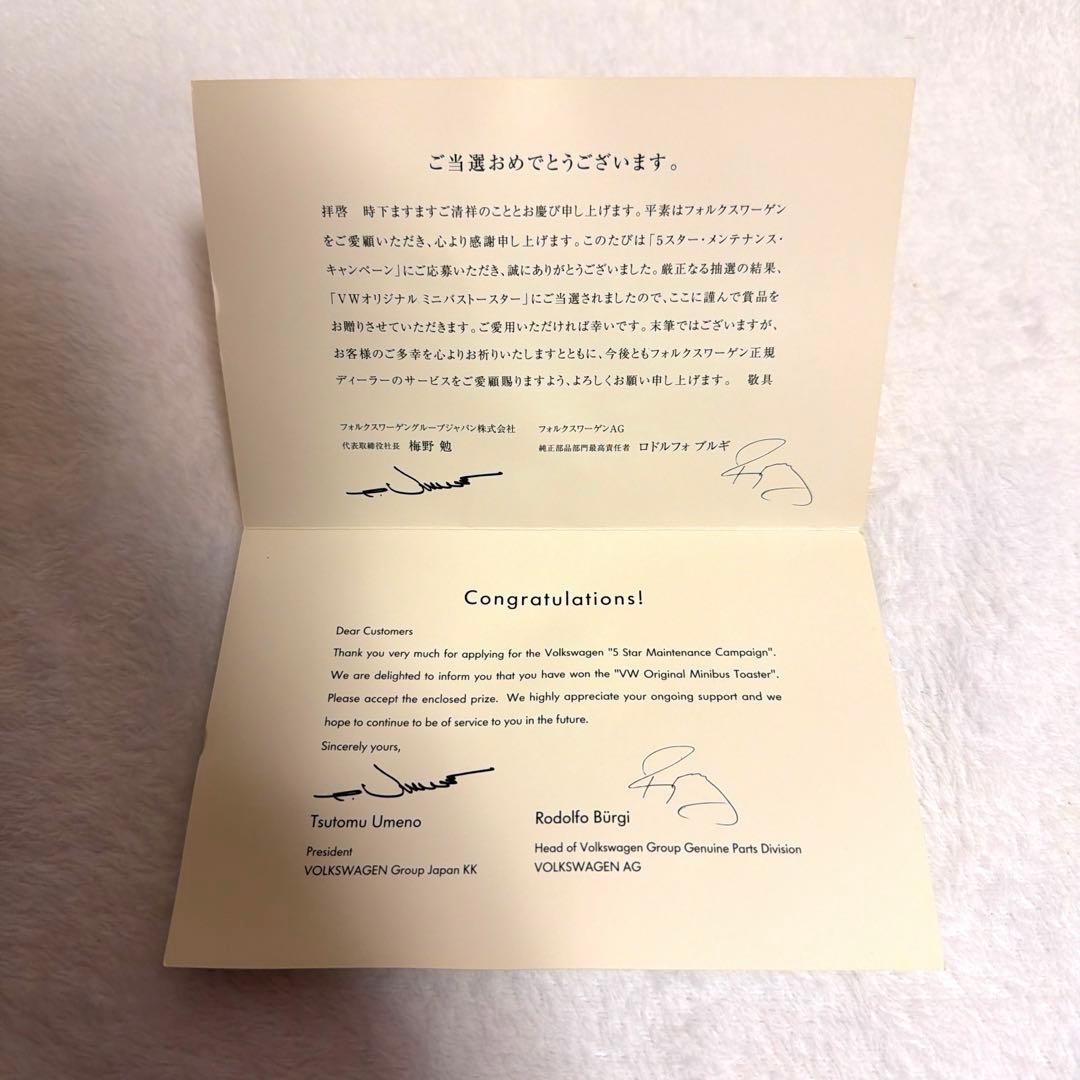 ご当選おめでとうございます。
拝啓　時下ますますご清祥のこととお慶び申し上げます。平素はフォルクスワーゲン
をご愛顧いただき、心より感謝申し上げます。このたびは「5スター・メンテナンス・
キャンペーン」にご応募いただき、誠にありがとうございました。厳正なる抽選の結果、
「VWオリジナル ミニバストースター」にご当選されましたので、ここに謹んで賞品を
お贈りさせていただきます。ご愛用いただければ幸いです。末筆ではございますが、
お客様のご多幸を心よりお祈りいたしますとともに、今後ともフォルクスワーゲン正規
ディーラーのサービスをご愛顧賜りますよう、よろしくお願い申し上げます。　敬具
フォルクスワーゲングループジャパン株式会社
代表取締役社長 梅野 勉
フォルクスワーゲンAG
純正部品部門最高責任者 ロドルフォ ブルギ
Congratulations!
Dear Customers
Thank you very much for applying for the Volkswagen "5 Star Maintenance Campaign".
We are delighted to inform you that you have won the "VW Original Minibus Toaster".
Please accept the enclosed prize. We highly appreciate your ongoing support and we
hope to continue to be of service to you in the future.
Sincerely yours,
Tsutomu Umeno
President
VOLKSWAGEN Group Japan KK
Rodolfo Bürgi
Head of Volkswagen Group Genuine Parts Division
VOLKSWAGEN AG